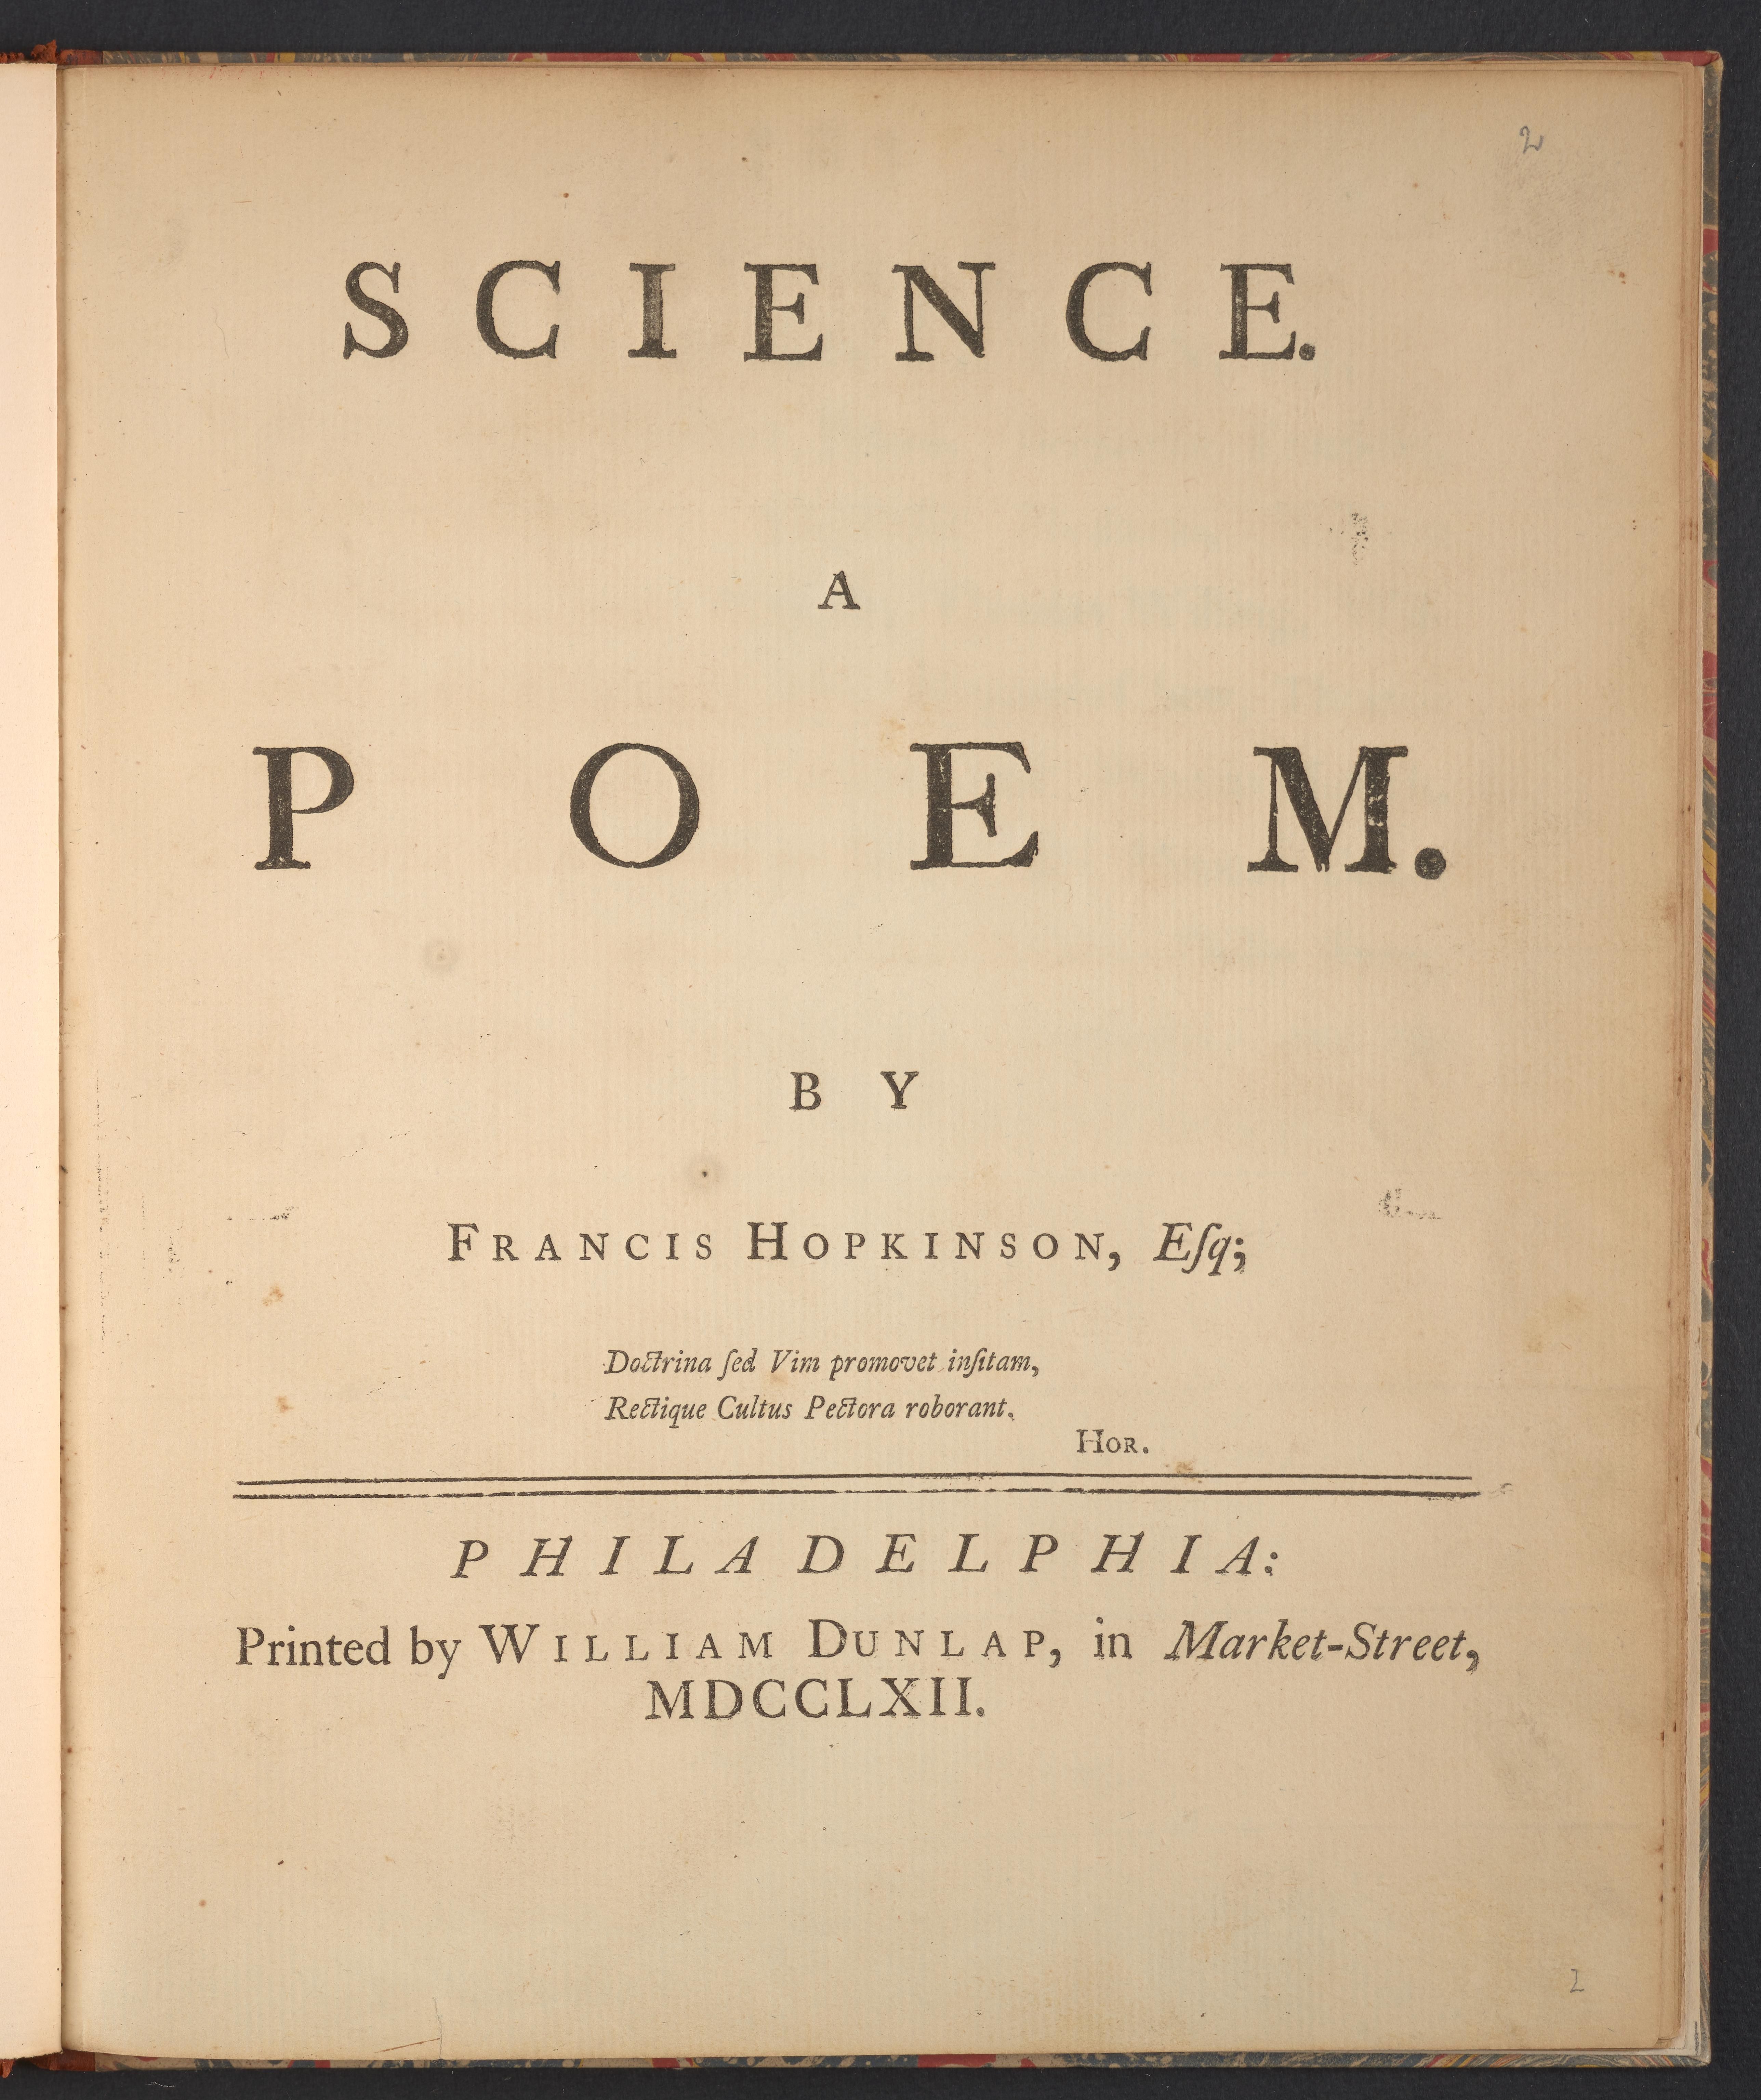 2
SCIENCE.
A
POEM.
BY
FRANCIS HOPKINSON, Eſq;
Doctrina ſed Vim promovet inſitam,
Rectique Cultus Pectora roborant.
HOR.
PHILADELPHIA:
Printed by WILLIAM DUNLAP, in Market-Street,
MDCCLXII.
2